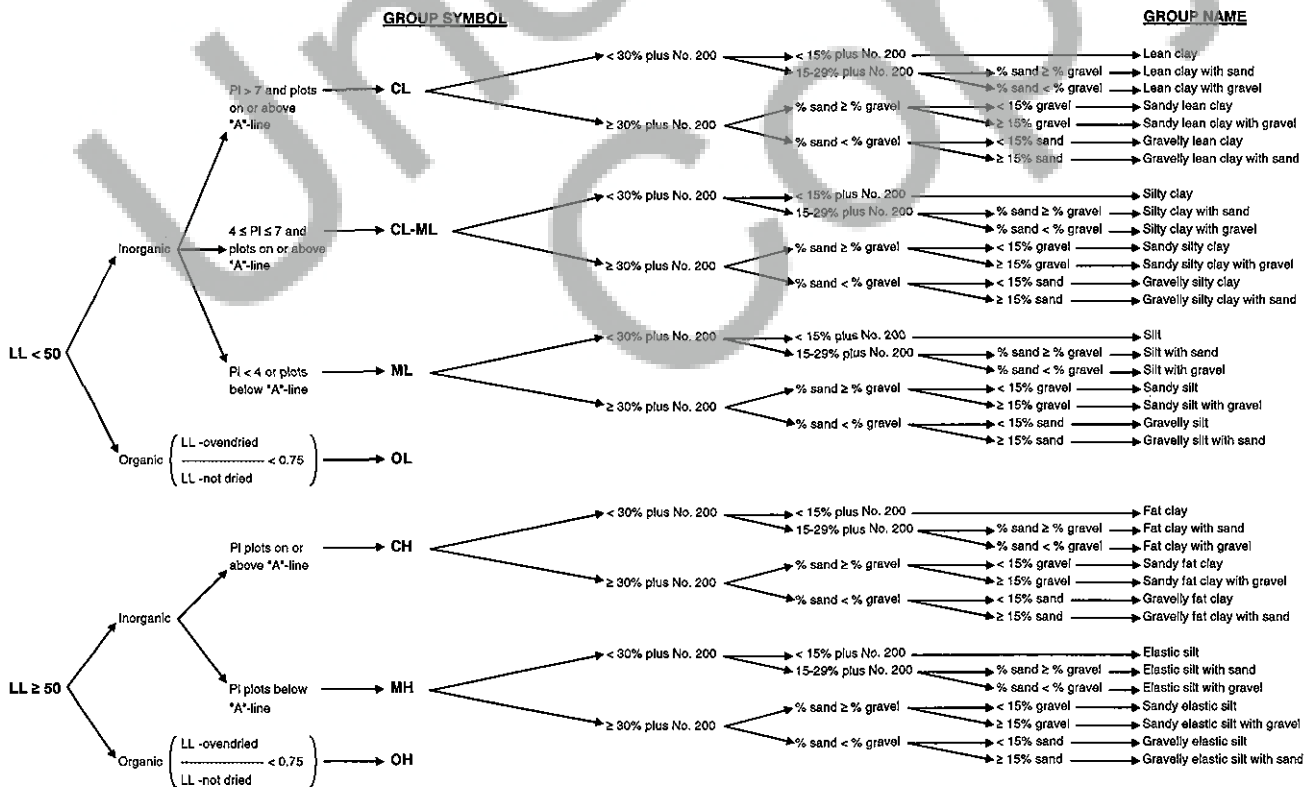 GROUP SYMBOL GROUP NAME
< 30% plus No. 200 < 15% plus No. 200 Lean clay
15-29% plus No. 200 % sand ≥ % gravel Lean clay with sand
PI > 7 and plots CL % sand < % gravel Lean clay with gravel
on or above % sand ≥ % gravel < 15% gravel Sandy lean clay
"A"-line ≥ 30% plus No. 200 ≥ 15% gravel Sandy lean clay with gravel
% sand < % gravel < 15% sand Gravelly lean clay
≥ 15% sand Gravelly lean clay with sand
< 30% plus No. 200 < 15% plus No. 200 Silty clay
15-29% plus No. 200 % sand ≥ % gravel Silty clay with sand
4 ≤ PI ≤ 7 and CL-ML % sand < % gravel Silty clay with gravel
Inorganic plots on or above % sand ≥ % gravel < 15% gravel Sandy silty clay
"A"-line ≥ 30% plus No. 200 ≥ 15% gravel Sandy silty clay with gravel
% sand < % gravel < 15% sand Gravelly silty clay
≥ 15% sand Gravelly silty clay with sand
< 30% plus No. 200 < 15% plus No. 200 Silt
LL < 50 15-29% plus No. 200 % sand ≥ % gravel Silt with sand
PI < 4 or plots ML % sand < % gravel Silt with gravel
below "A"-line % sand ≥ % gravel < 15% gravel Sandy silt
≥ 30% plus No. 200 ≥ 15% gravel Sandy silt with gravel
% sand < % gravel < 15% sand Gravelly silt
≥ 15% sand Gravelly silt with sand
LL -ovendried
Organic < 0.75 OL
LL -not dried
< 30% plus No. 200 < 15% plus No. 200 Fat clay
15-29% plus No. 200 % sand ≥ % gravel Fat clay with sand
PI plots on or CH % sand < % gravel Fat clay with gravel
above "A"-line % sand ≥ % gravel < 15% gravel Sandy fat clay
≥ 30% plus No. 200 ≥ 15% gravel Sandy fat clay with gravel
% sand < % gravel < 15% sand Gravelly fat clay
Inorganic ≥ 15% sand Gravelly fat clay with sand
< 30% plus No. 200 < 15% plus No. 200 Elastic silt
15-29% plus No. 200 % sand ≥ % gravel Elastic silt with sand
LL ≥ 50 PI plots below MH % sand < % gravel Elastic silt with gravel
"A"-line % sand ≥ % gravel < 15% gravel Sandy elastic silt
≥ 30% plus No. 200 ≥ 15% gravel Sandy elastic silt with gravel
% sand < % gravel < 15% sand Gravelly elastic silt
≥ 15% sand Gravelly elastic silt with sand
LL -ovendried
Organic < 0.75 OH
LL -not dried